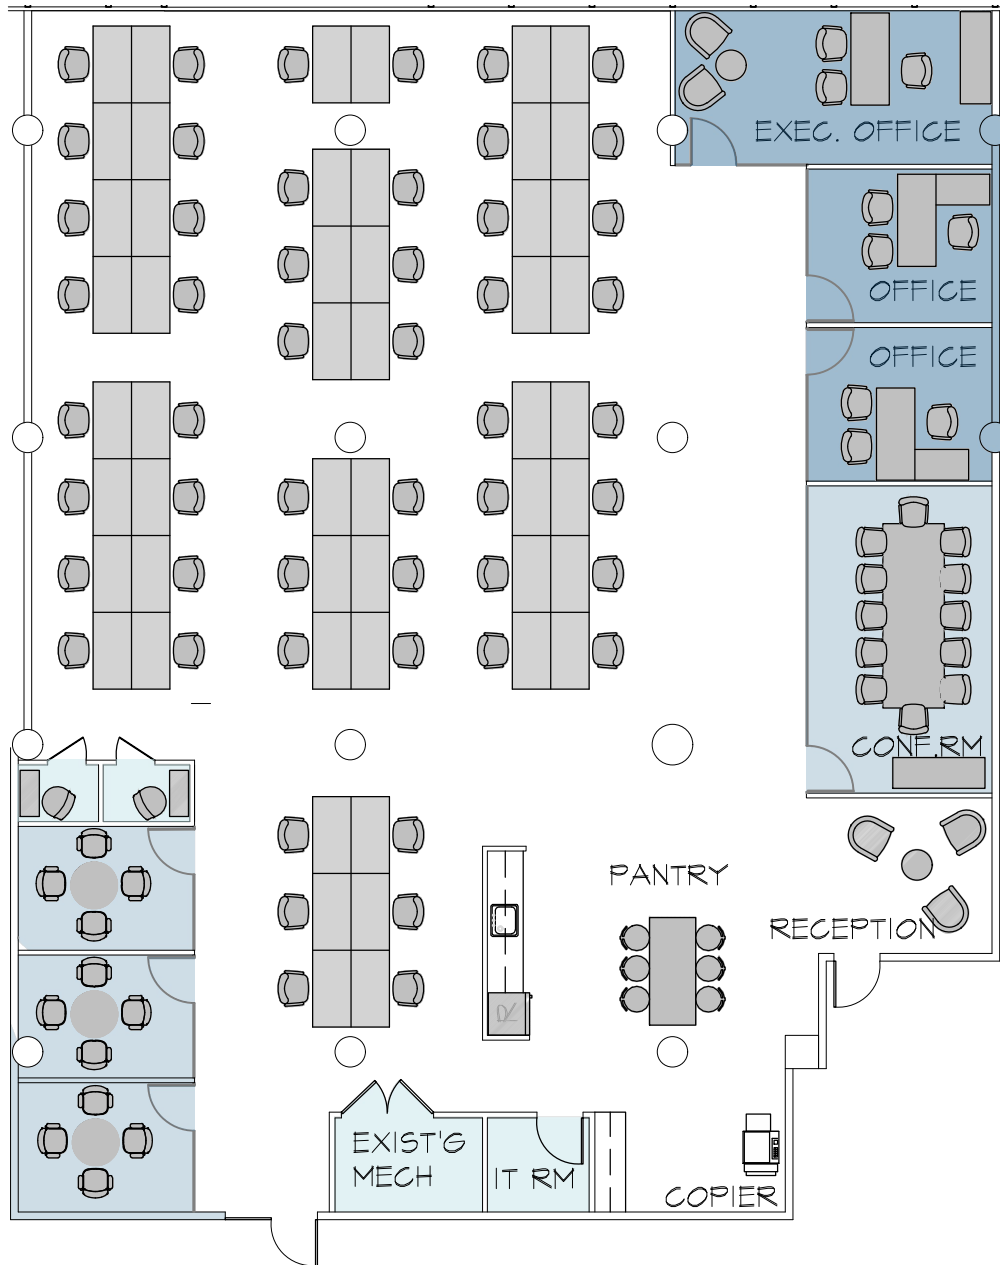 EXEC. OFFICE
OFFICE
OFFICE
CONF.RM
PANTRY
RECEPTION
R
EXIST'G
MECH
IT RM
COPIER